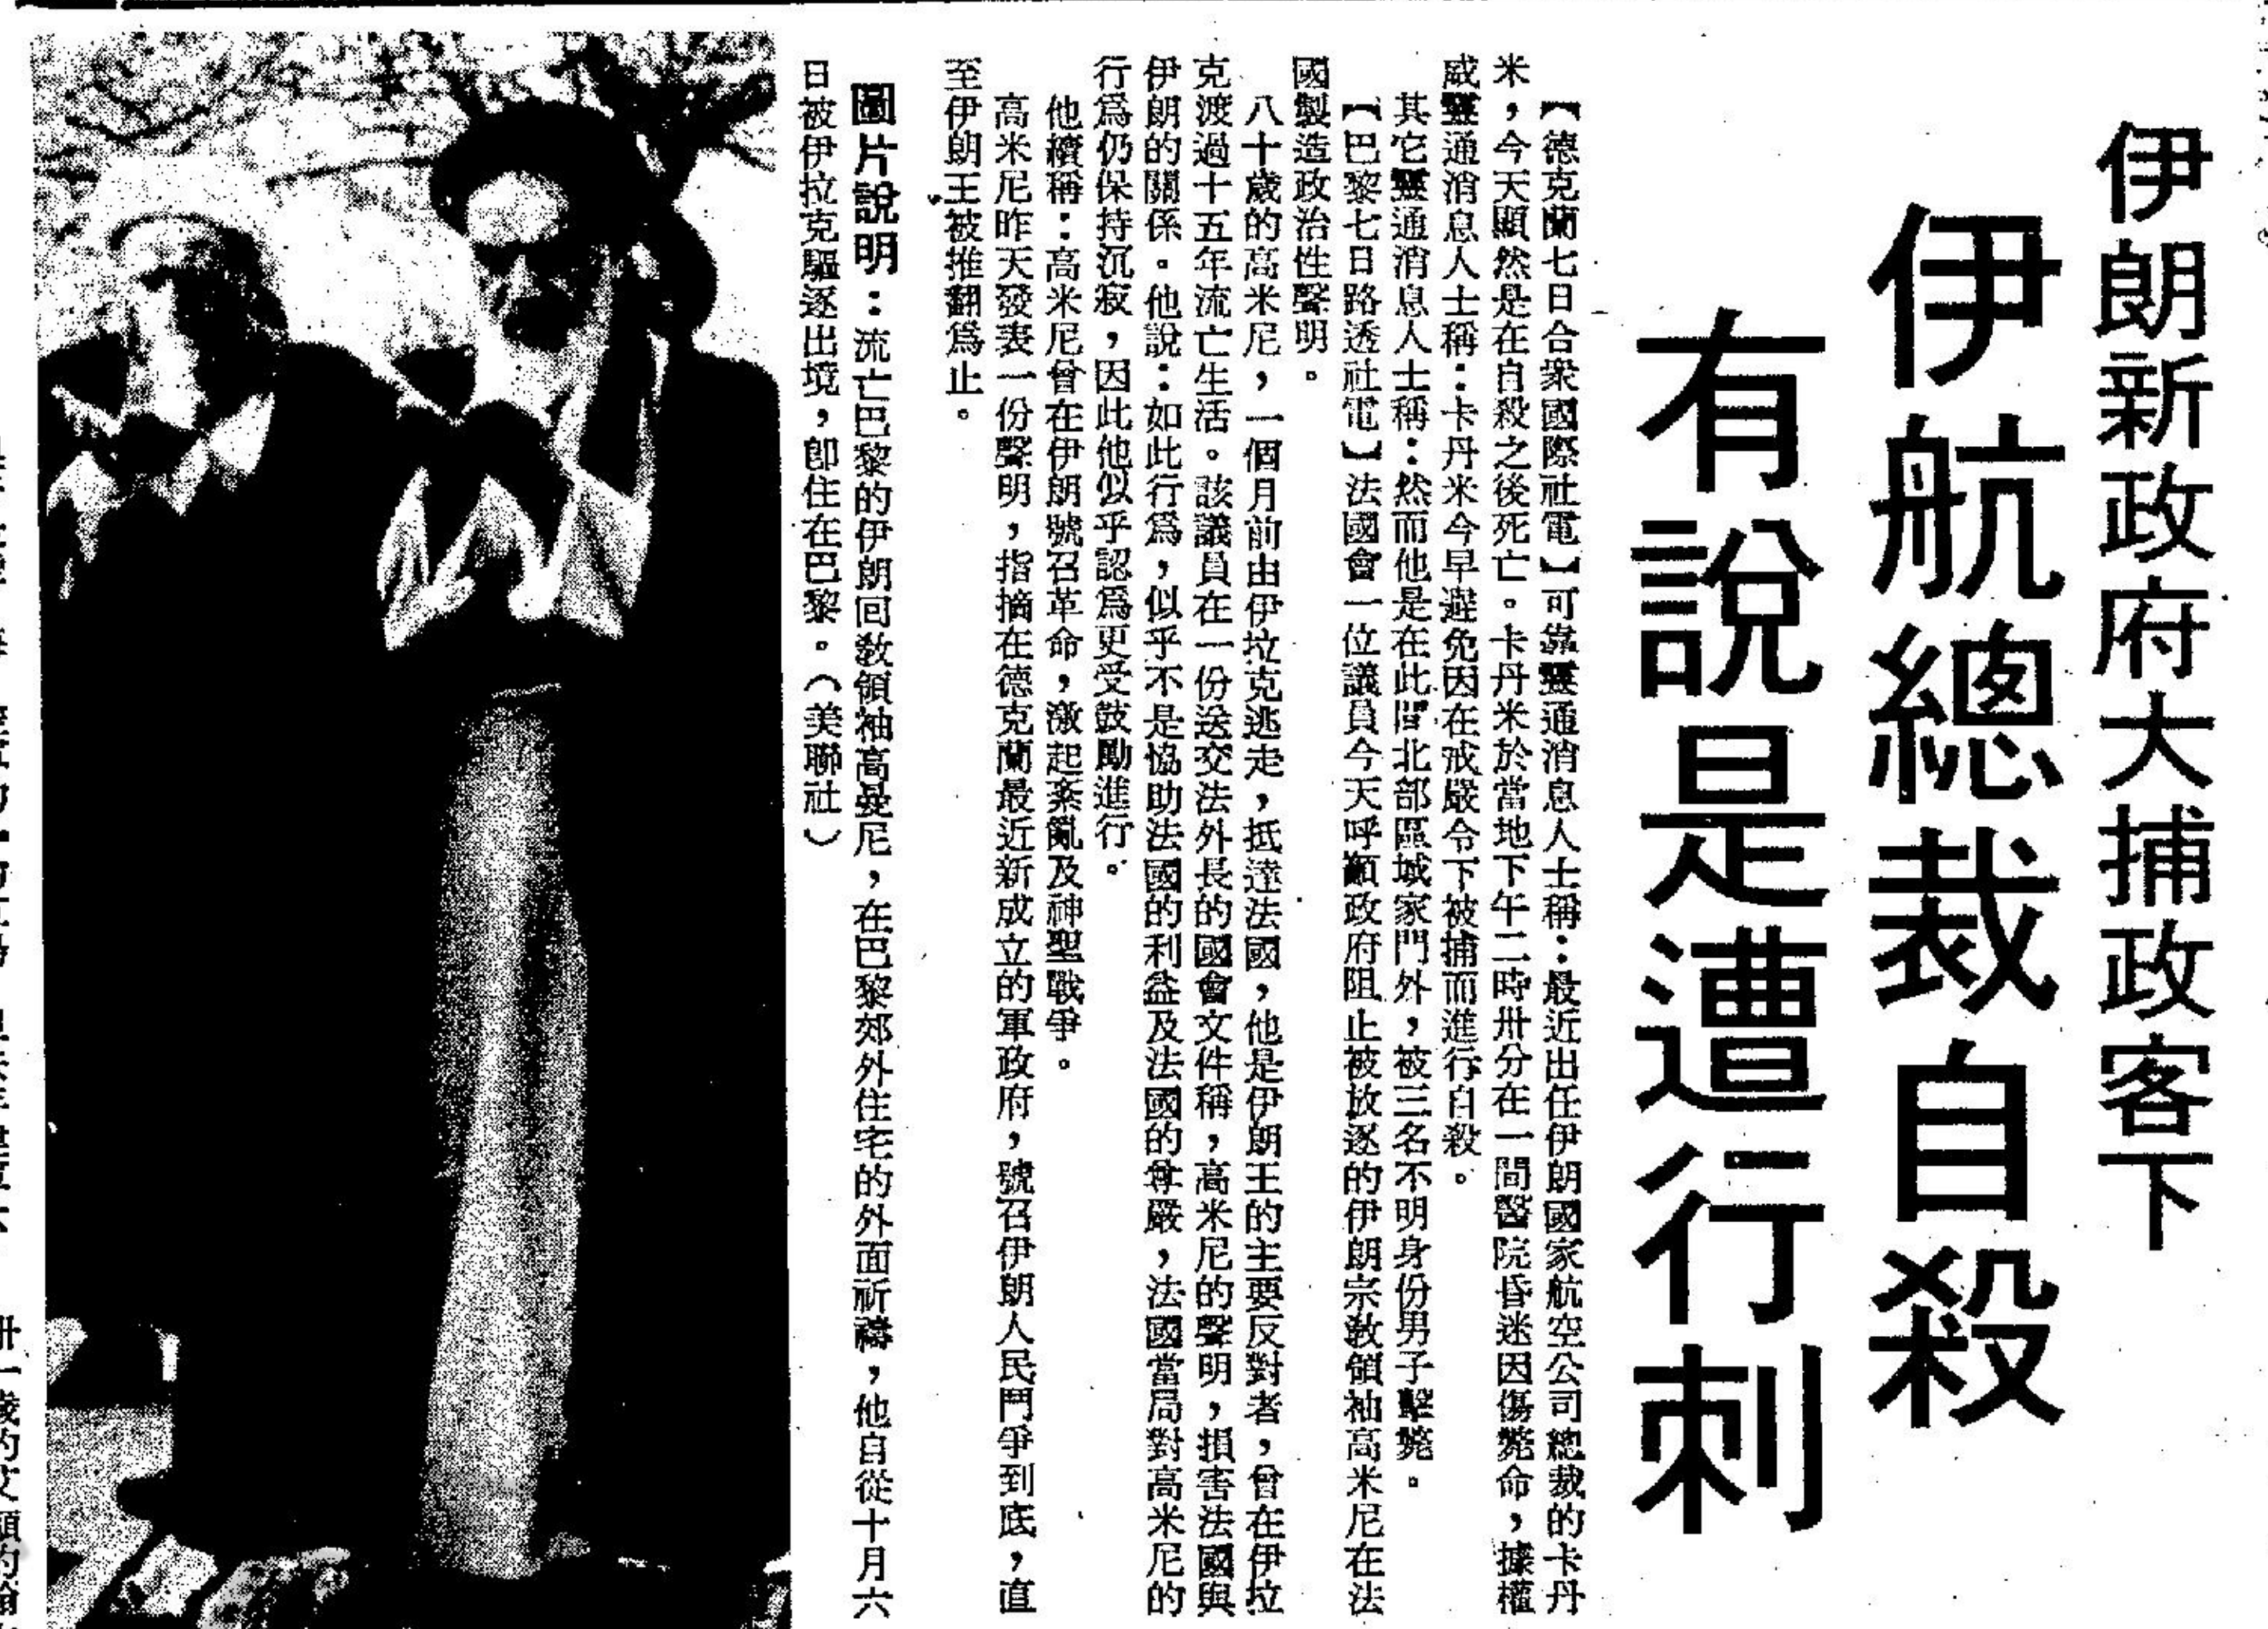 伊朗新政府大捕政客下
伊航總裁自殺
有說是遭行刺
【德克蘭七日合衆國際社電】可靠靈通消息人士稱：最近出任伊朗國家航空公司總裁的卡丹
米，今天顯然是在自殺之後死亡。卡丹米於當地下午二時卅分在一間醫院昏迷因傷斃命，據權
威靈通消息人士稱：卡丹米今早避免因在戒嚴令下被捕而進行自殺。
其它靈通消息人士稱：然而他是在此間北部區域家門外，被三名不明身份男子擊斃。
【巴黎七日路透社電】法國會一位議員今天呼顲政府阻止被放逐的伊朗宗教領袖高米尼在法
國製造政治性聲明。
八十歲的高米尼，一個月前由伊垃克逃走，抵達法國，他是伊朗王的主要反對者，曾在伊垃
克渡過十五年流亡生活。該議員在一份送交法外長的國會文件稱，高米尼的聲明，損害法國與
伊朗的關係。他說：如此行爲，似乎不是協助法國的利益及法國的尊嚴，法國當局對高米尼的
行爲仍保持沉寂，因此他似乎認爲更受鼓勵進行。
他續稱：高米尼曾在伊朗號召革命，激起紊亂及神聖戰爭。
高米尼昨天發表一份聲明，指摘在德克蘭最近新成立的軍政府，號召伊朗人民鬥爭到底，直
至伊朗王被推翻爲止。
圖片說明：流亡巴黎的伊朗回教領袖高曼尼，在巴黎郊外住宅的外面祈禱，他自從十月六
日被伊拉克驅逐出境，卽住在巴黎。（美聯社）